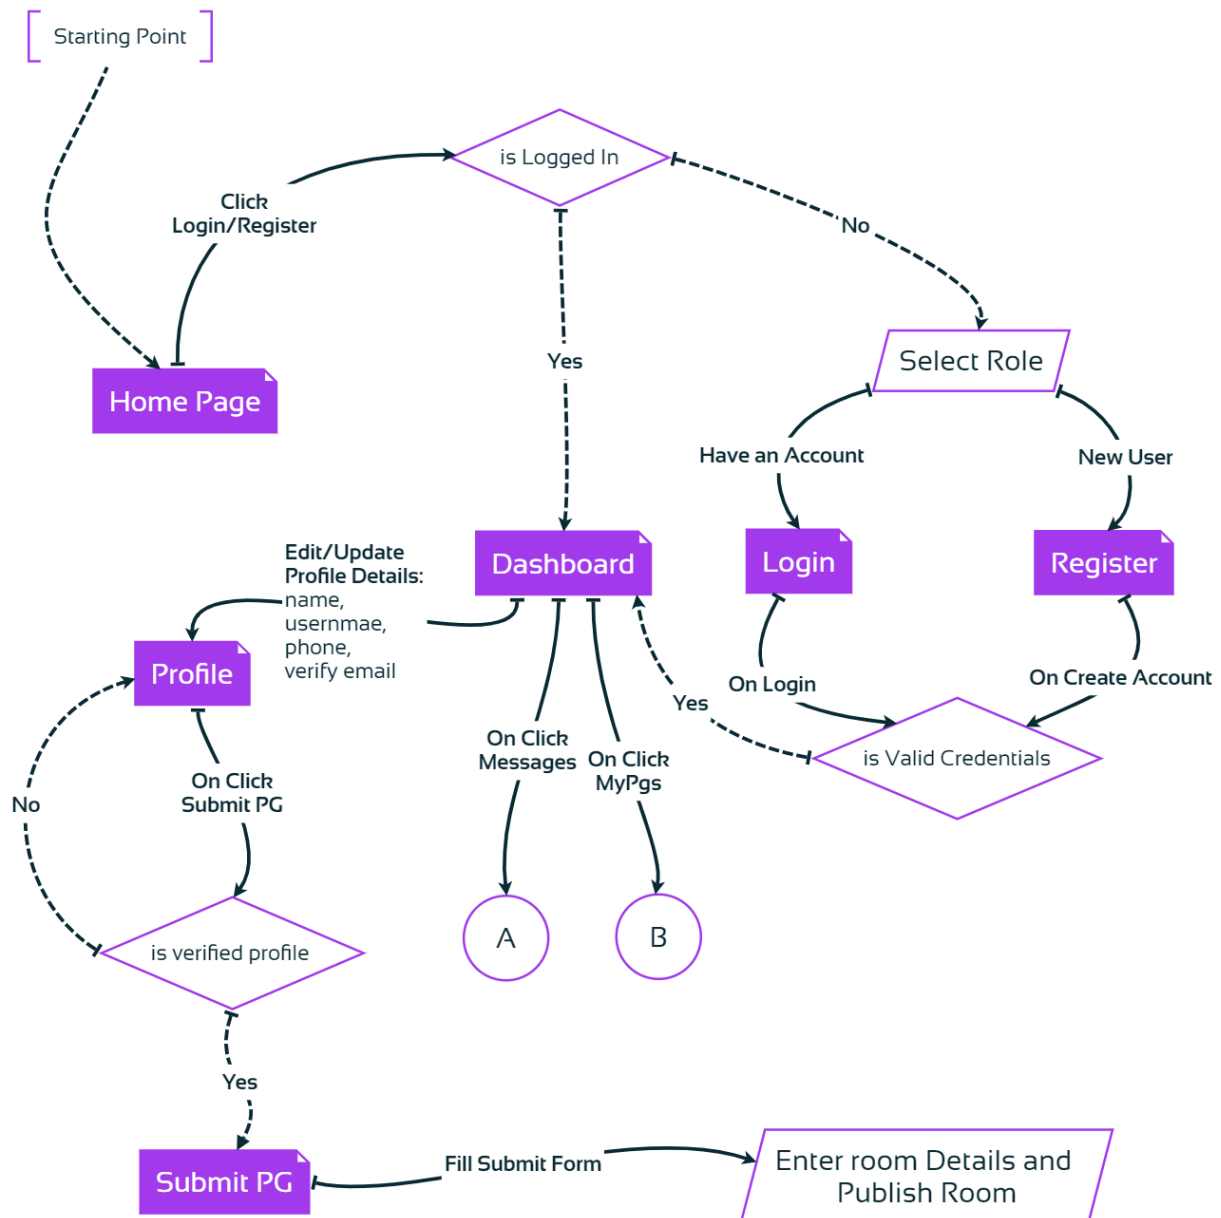 Starting Point
is Logged In
Click
Login/Register
No
Yes
Select Role
Home Page
Have an Account
New User
Edit/Update
Profile Details:
name,
usernmae,
phone,
verify email
Dashboard
Login
Register
Profile
On Login
On Create Account
Yes
On Click
Messages
On Click
MyPgs
is Valid Credentials
On Click
Submit PG
No
A
B
is verified profile
Yes
Submit PG
Fill Submit Form
Enter room Details and
Publish Room